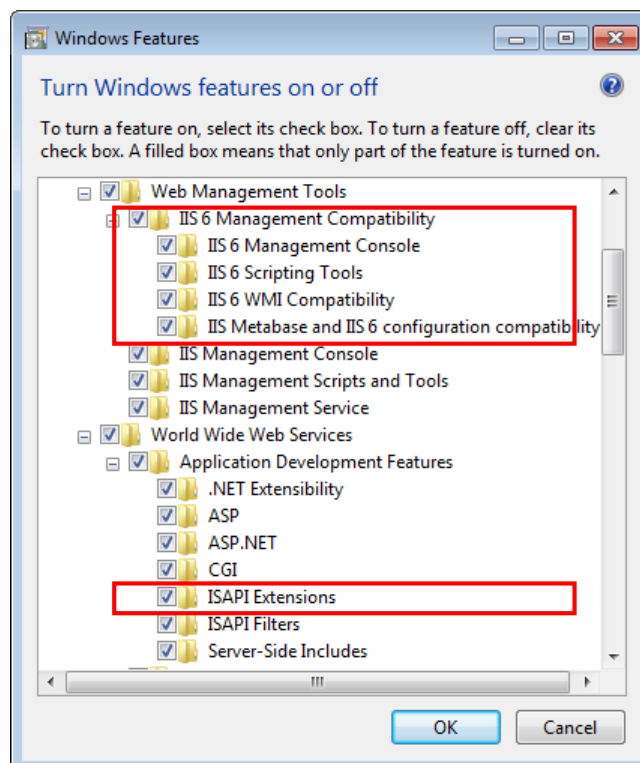 Windows Features
Turn Windows features on or off
To turn a feature on, select its check box. To turn a feature off, clear its
check box. A filled box means that only part of the feature is turned on.
Web Management Tools
IIS 6 Management Compatibility
IIS 6 Management Console
IIS 6 Scripting Tools
IIS 6 WMI Compatibility
IIS Metabase and IIS 6 configuration compatibility
IIS Management Console
IIS Management Scripts and Tools
IIS Management Service
World Wide Web Services
Application Development Features
.NET Extensibility
ASP
ASP.NET
CGI
ISAPI Extensions
ISAPI Filters
Server-Side Includes
OK Cancel